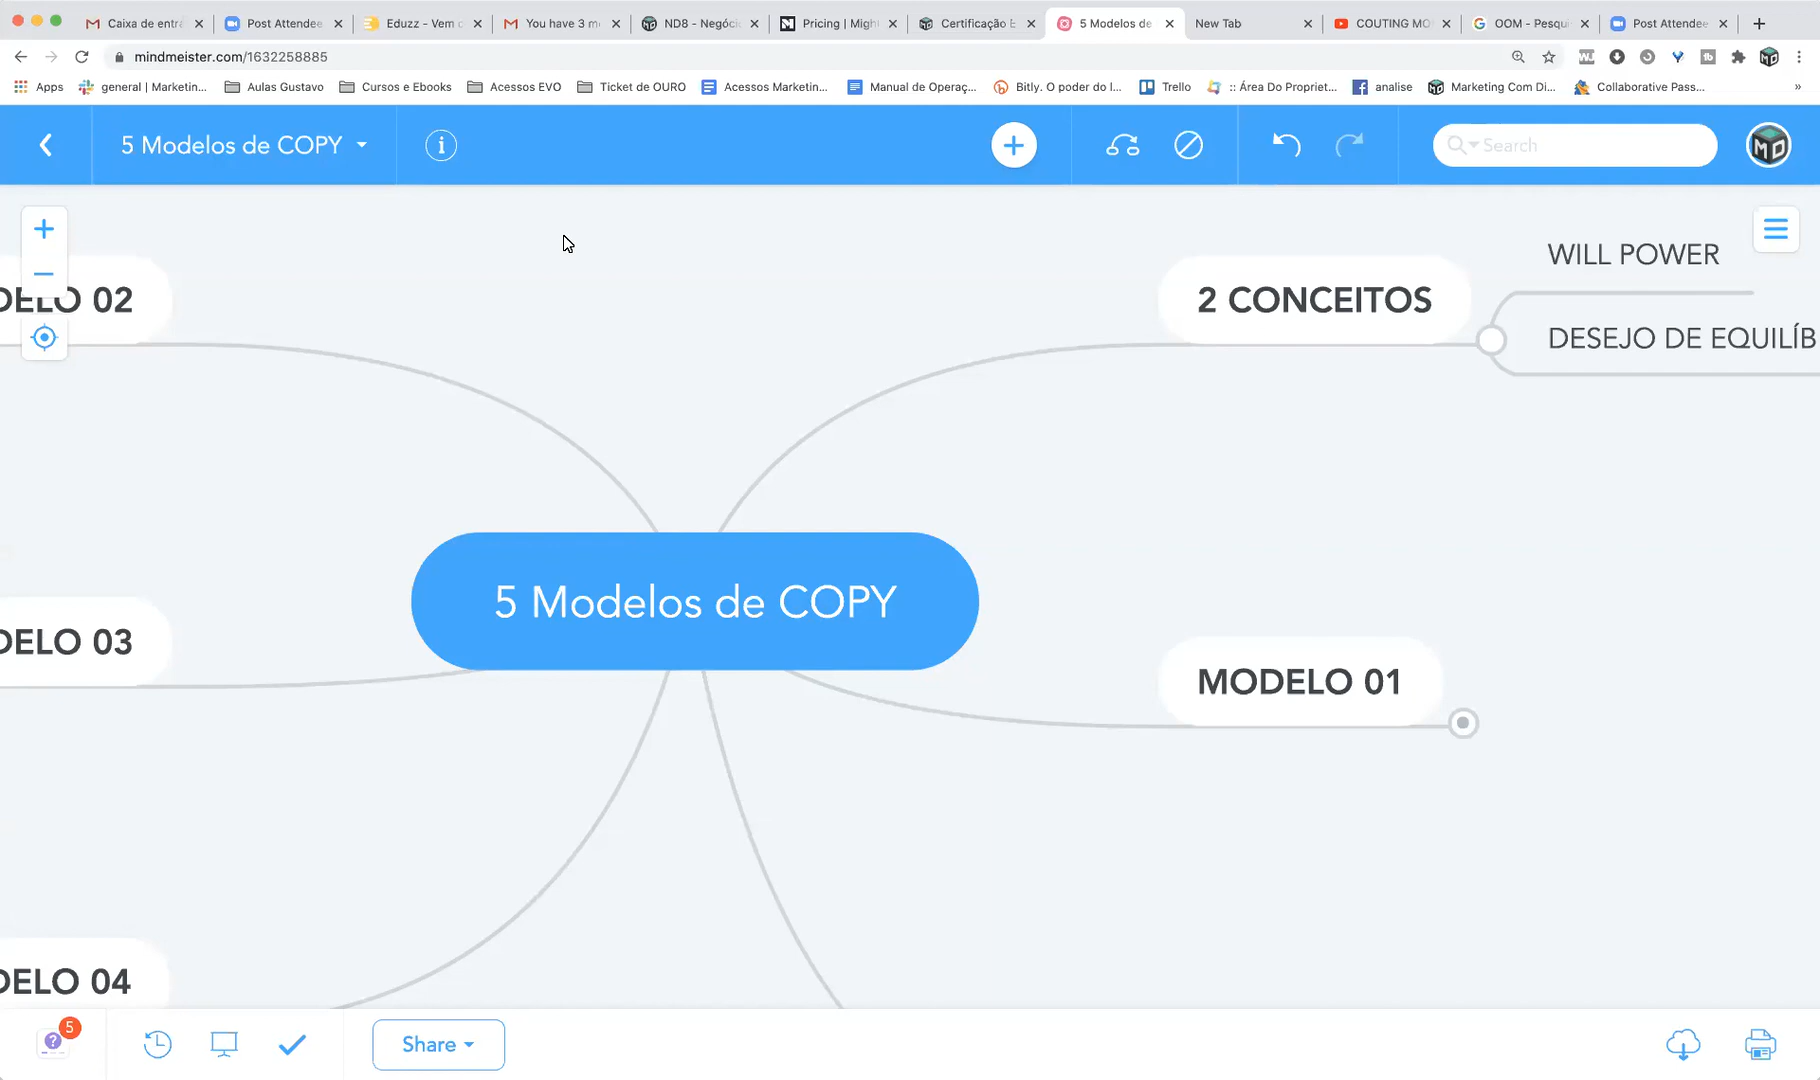 Caixa de entra
Post Attendee
Eduzz - Vem c
You have 3 m
ND8 - Negóci
Pricing | Migh
Certificação E
5 Modelos de
New Tab
COUTING MO
OOM - Pesqu
Post Attendee
mindmeister.com/1632258885
Apps
general | Marketin...
Aulas Gustavo
Cursos e Ebooks
Acessos EVO
Ticket de OURO
Acessos Marketin...
Manual de Operaç...
Bitly. O poder do l...
Trello
:: Área Do Propriet...
analise
Marketing Com Di...
Collaborative Pass...
»
5 Modelos de COPY
Search
MD
WILL POWER
2 CONCEITOS
DESEJO DE EQUILÍB
DELO 02
5 Modelos de COPY
DELO 03
MODELO 01
DELO 04
5
Share